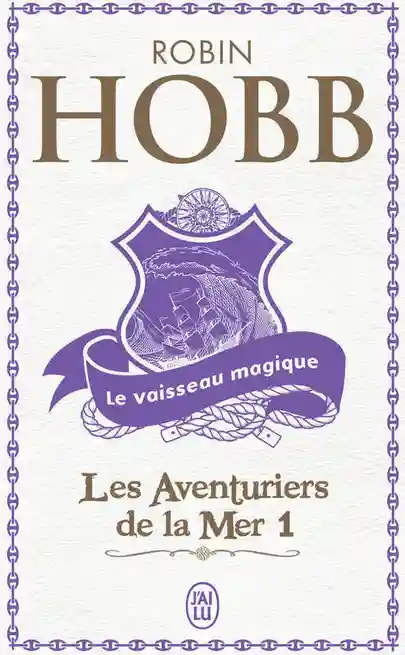 ROBIN
HOBB
Le vaisseau magique
Les Aventuriers
de la Mer 1
J'AI
LU